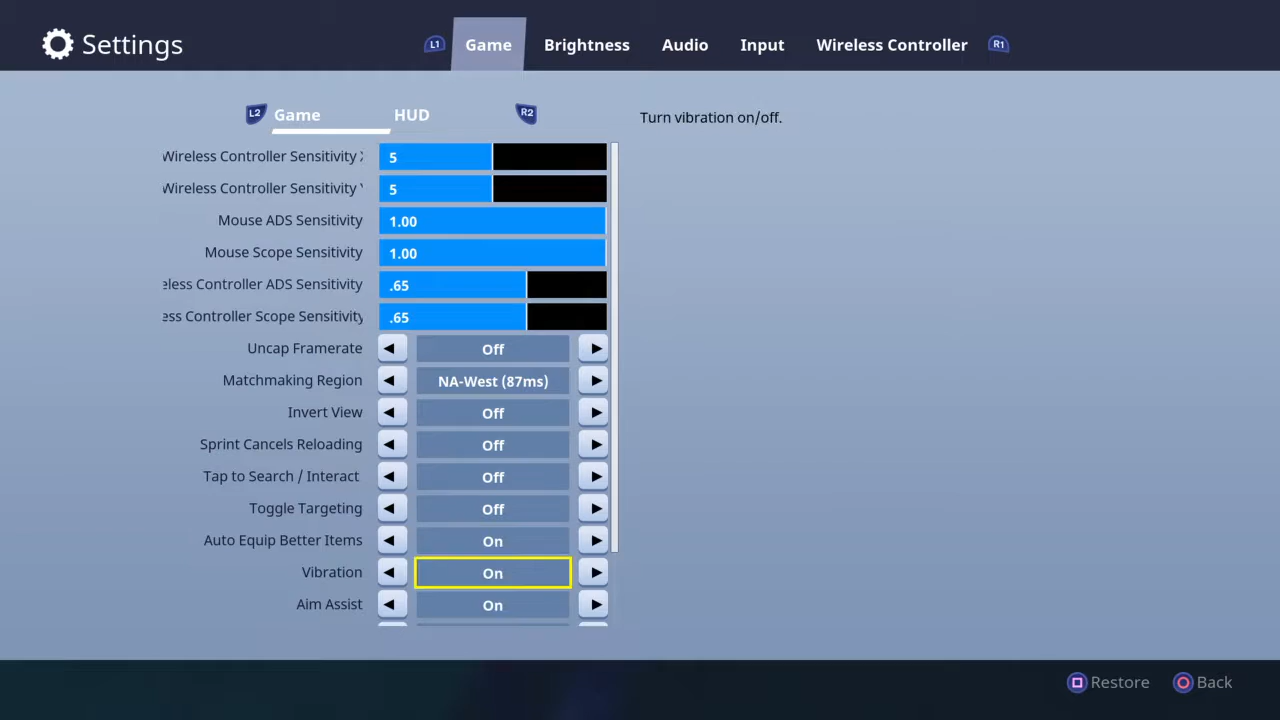 Settings
L1 Game Brightness Audio Input Wireless Controller R1
L2 Game HUD R2
Turn vibration on/off.
Wireless Controller Sensitivity X 5
Wireless Controller Sensitivity Y 5
Mouse ADS Sensitivity 1.00
Mouse Scope Sensitivity 1.00
eless Controller ADS Sensitivity .65
ess Controller Scope Sensitivity .65
Uncap Framerate Off
Matchmaking Region NA-West (87ms)
Invert View Off
Sprint Cancels Reloading Off
Tap to Search / Interact Off
Toggle Targeting Off
Auto Equip Better Items On
Vibration On
Aim Assist On
Restore Back